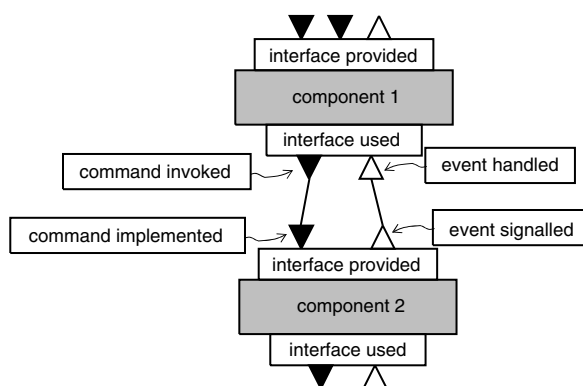 interface provided
component 1
interface used
command invoked
event handled
command implemented
event signalled
interface provided
component 2
interface used